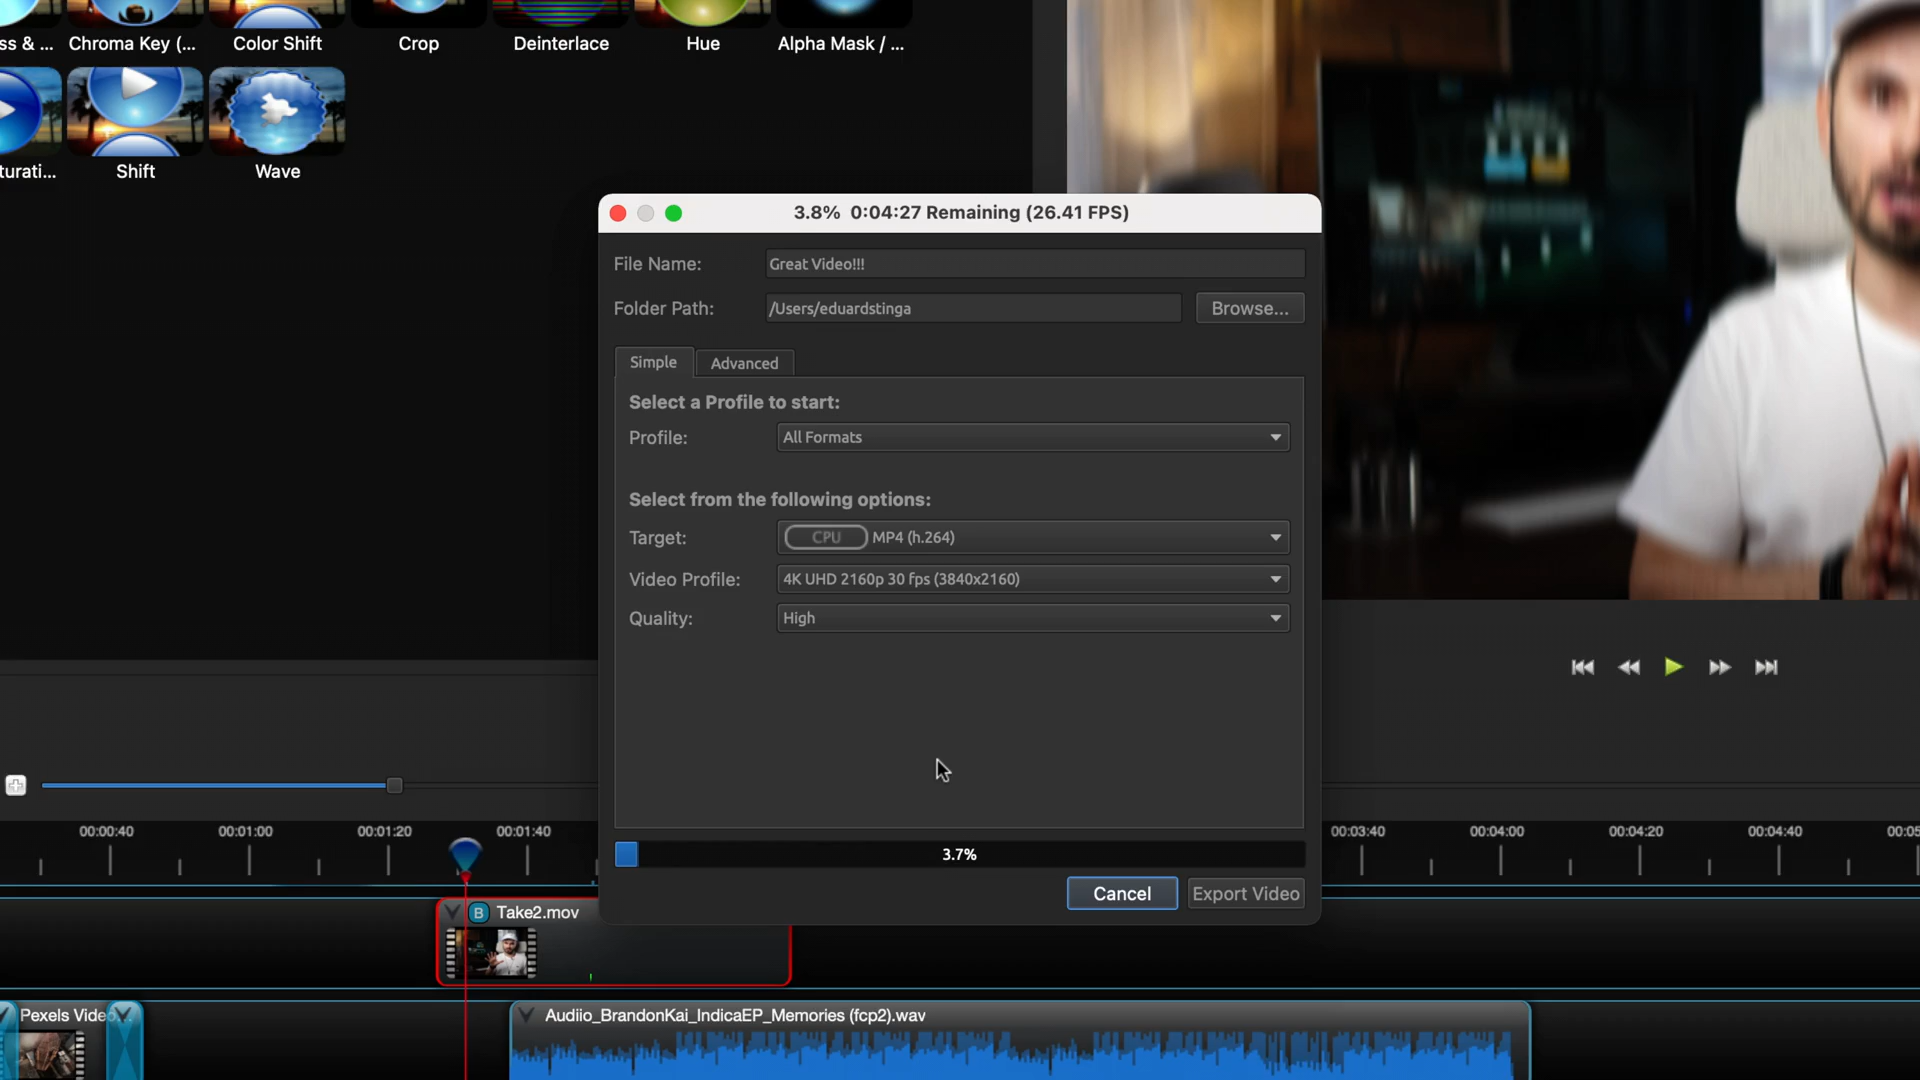 ss & ...
Chroma Key (...
Color Shift
Crop
Deinterlace
Hue
Alpha Mask / ...
turati...
Shift
Wave
3.8% 0:04:27 Remaining (26.41 FPS)
File Name:
Great Video!!!
Folder Path:
/Users/eduardstinga
Browse...
Simple
Advanced
Select a Profile to start:
Profile:
All Formats
Select from the following options:
Target:
CPU
MP4 (h.264)
Video Profile:
4K UHD 2160p 30 fps (3840x2160)
Quality:
High
00:00:40
00:01:00
00:01:20
00:01:40
00:03:40
00:04:00
00:04:20
00:04:40
00:05
3.7%
Cancel
Export Video
B
Take2.mov
Pexels Video
Audiio_BrandonKai_IndicaEP_Memories (fcp2).wav